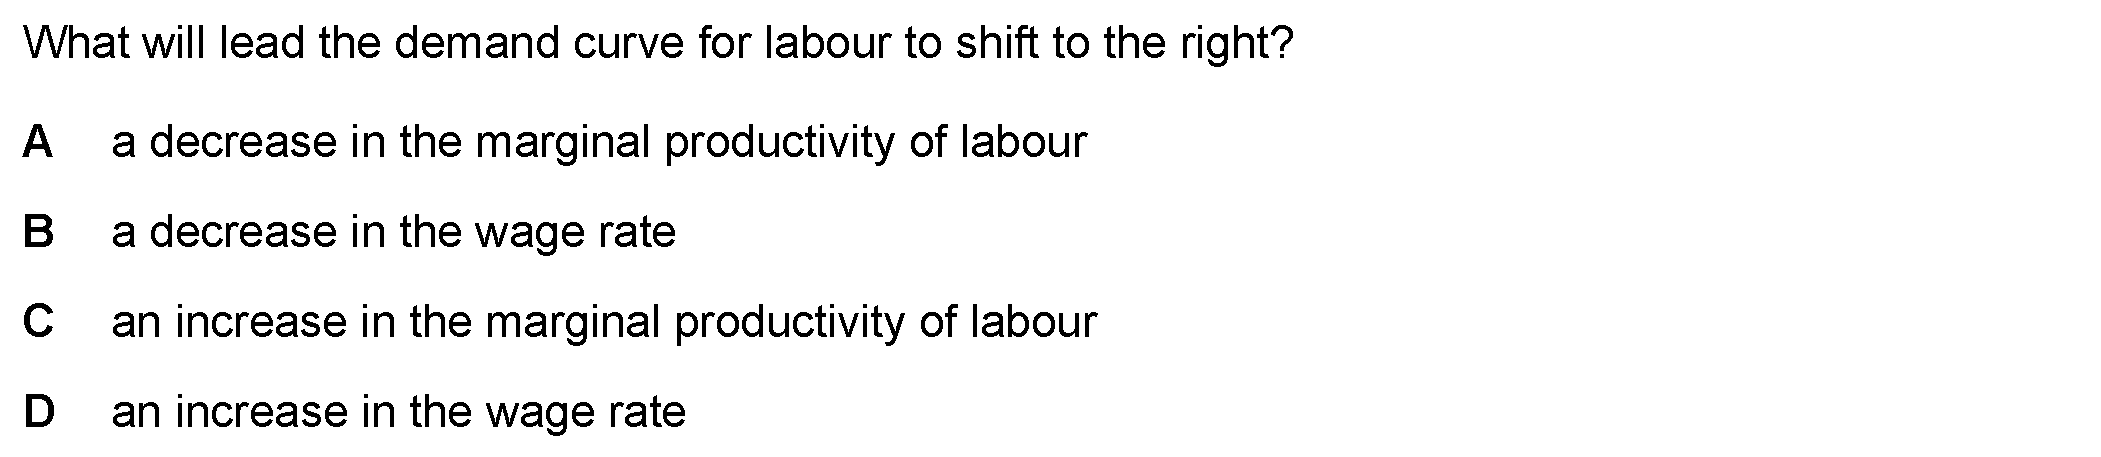 What will lead the demand curve for labour to shift to the right?
A a decrease in the marginal productivity of labour
B a decrease in the wage rate
C an increase in the marginal productivity of labour
D an increase in the wage rate